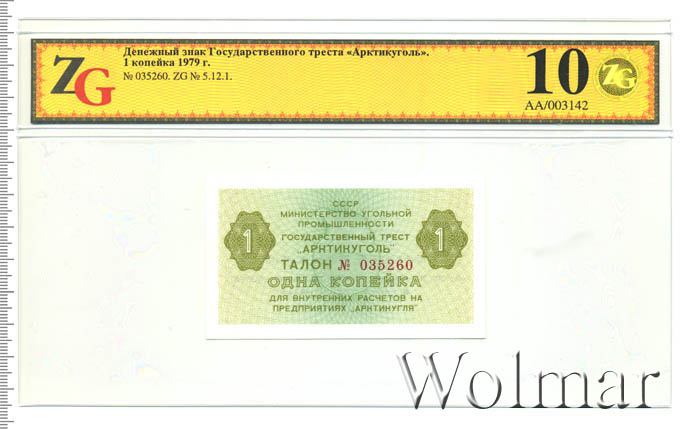 ZG
Денежный знак Государственного треста «Арктикуголь».
1 копейка 1979 г.
№ 035260. ZG № 5.12.1.
10
ZG
AA/003142
СССР
МИНИСТЕРСТВО УГОЛЬНОЙ
ПРОМЫШЛЕННОСТИ
ГОСУДАРСТВЕННЫЙ ТРЕСТ
"АРКТИКУГОЛЬ"
1
1
ТАЛОН № 035260
ОДНА КОПЕЙКА
ДЛЯ ВНУТРЕННИХ РАСЧЕТОВ НА
ПРЕДПРИЯТИЯХ „АРКТИКУГЛЯ"
Wolmar